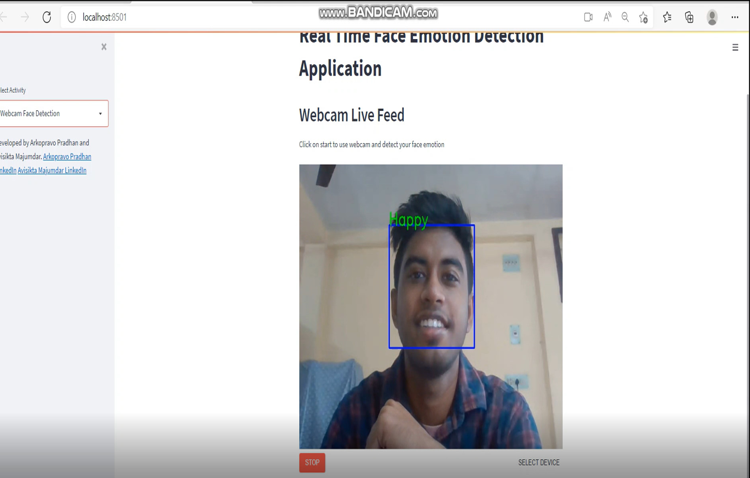 www.BANDICAM.com
localhost:8501
Real Time Face Emotion Detection
Application
lect Activity
Webcam Face Detection
Webcam Live Feed
eveloped by Arkopravo Pradhan and
visikta Majumdar. Arkopravo Pradhan
nkedIn Avisikta Majumdar LinkedIn
Click on start to use webcam and detect your face emotion
Happy
STOP
SELECT DEVICE